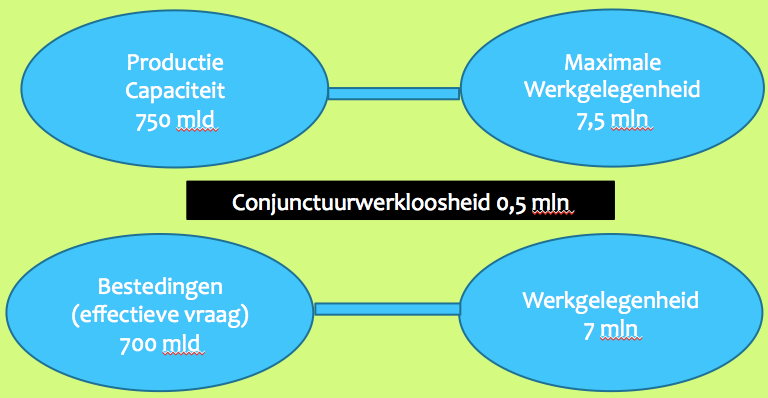 Productie
Capaciteit
750 mld
Maximale
Werkgelegenheid
7,5 mln
Conjunctuurwerkloosheid 0,5 mln
Bestedingen
(effectieve vraag)
700 mld
Werkgelegenheid
7 mln